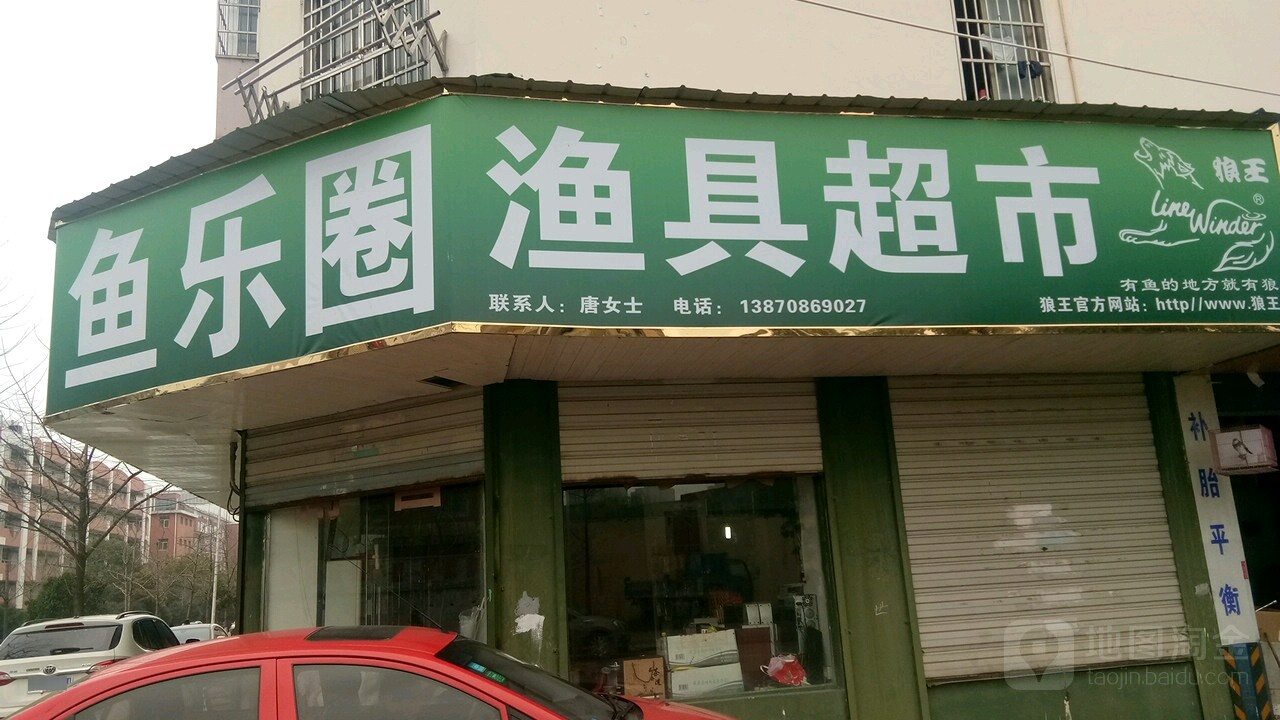 鱼乐圈 渔具超市
狼王
Line Winder®
联系人：唐女士 电话：13870869027
有鱼的地方就有狼
狼王官方网站：http//www.狼王
补胎平衡
地图淘金
taojin.baidu.com